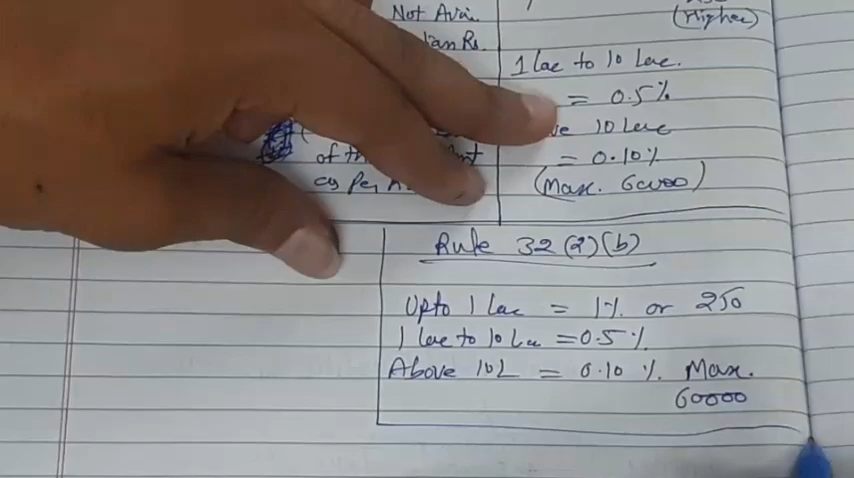 Not Avai.
(Higher)
1 Lac to 10 Lac.
= 0.5%
10 Lac
= 0.10%
of
as Per
(Max. 60000)
Rule 32(2)(b)
Upto 1 Lac = 1% or 250
1 Lac to 10 Lac = 0.5%
Above 10L = 0.10 % Max.
60000